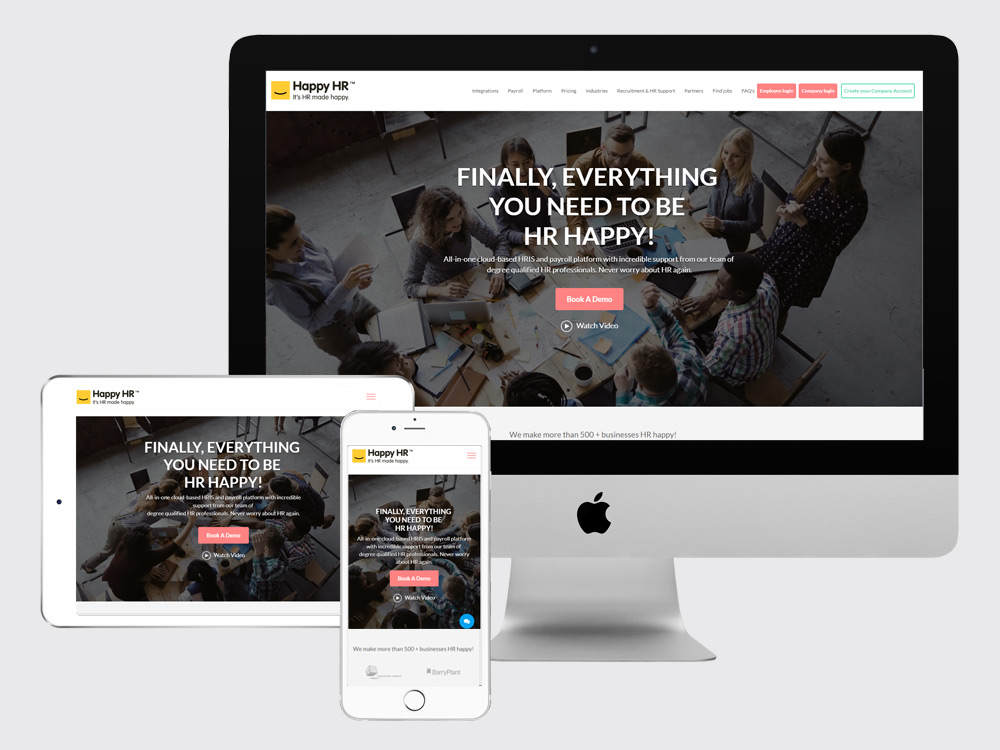 Happy HR™
It's HR made happy.
Integrations Payroll Platform Pricing Industries Recruitment & HR Support Partners Find jobs FAQ's Employee login Company login Create your Company Account
FINALLY, EVERYTHING
YOU NEED TO BE
HR HAPPY!
All-in-one cloud-based HRIS and payroll platform with incredible support from our team of
degree qualified HR professionals. Never worry about HR again.
Book A Demo
Watch Video
We make more than 500 + businesses HR happy!
Happy HR™
It's HR made happy.
FINALLY, EVERYTHING
YOU NEED TO BE
HR HAPPY!
All-in-one cloud-based HRIS and payroll platform with incredible
support from our team of
degree qualified HR professionals. Never worry about HR again.
Book A Demo
Watch Video
Happy HR™
It's HR made happy.
FINALLY, EVERYTHING
YOU NEED TO BE
HR HAPPY!
All-in-one cloud-based HRIS and payroll platform
with incredible support from our team of
degree qualified HR professionals. Never worry
about HR again.
Book A Demo
Watch Video
We make more than 500 + businesses HR happy!
BarryPlant